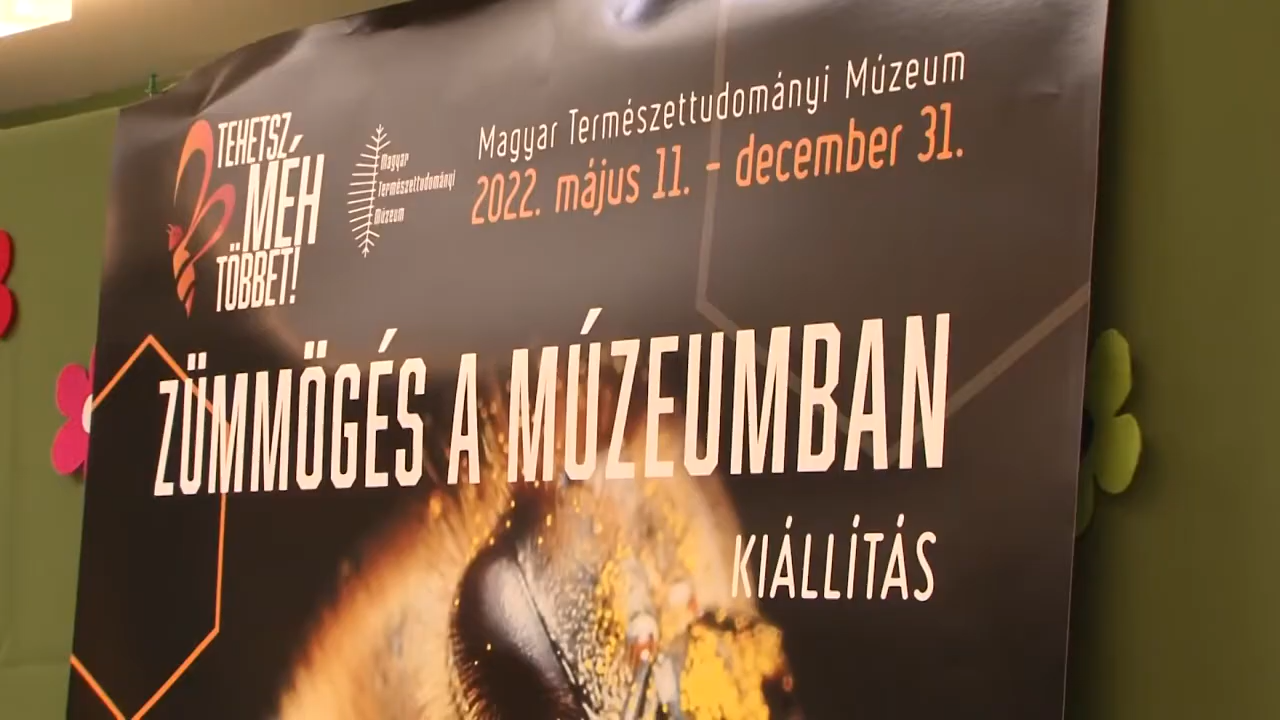 TEHETSZ
MÉH
TÖBBET!
Magyar
Természettudományi
Múzeum
Magyar Természettudományi Múzeum
2022. május 11. - december 31.
ZÜMMÖGÉS A MÚZEUMBAN
KIÁLLÍTÁS